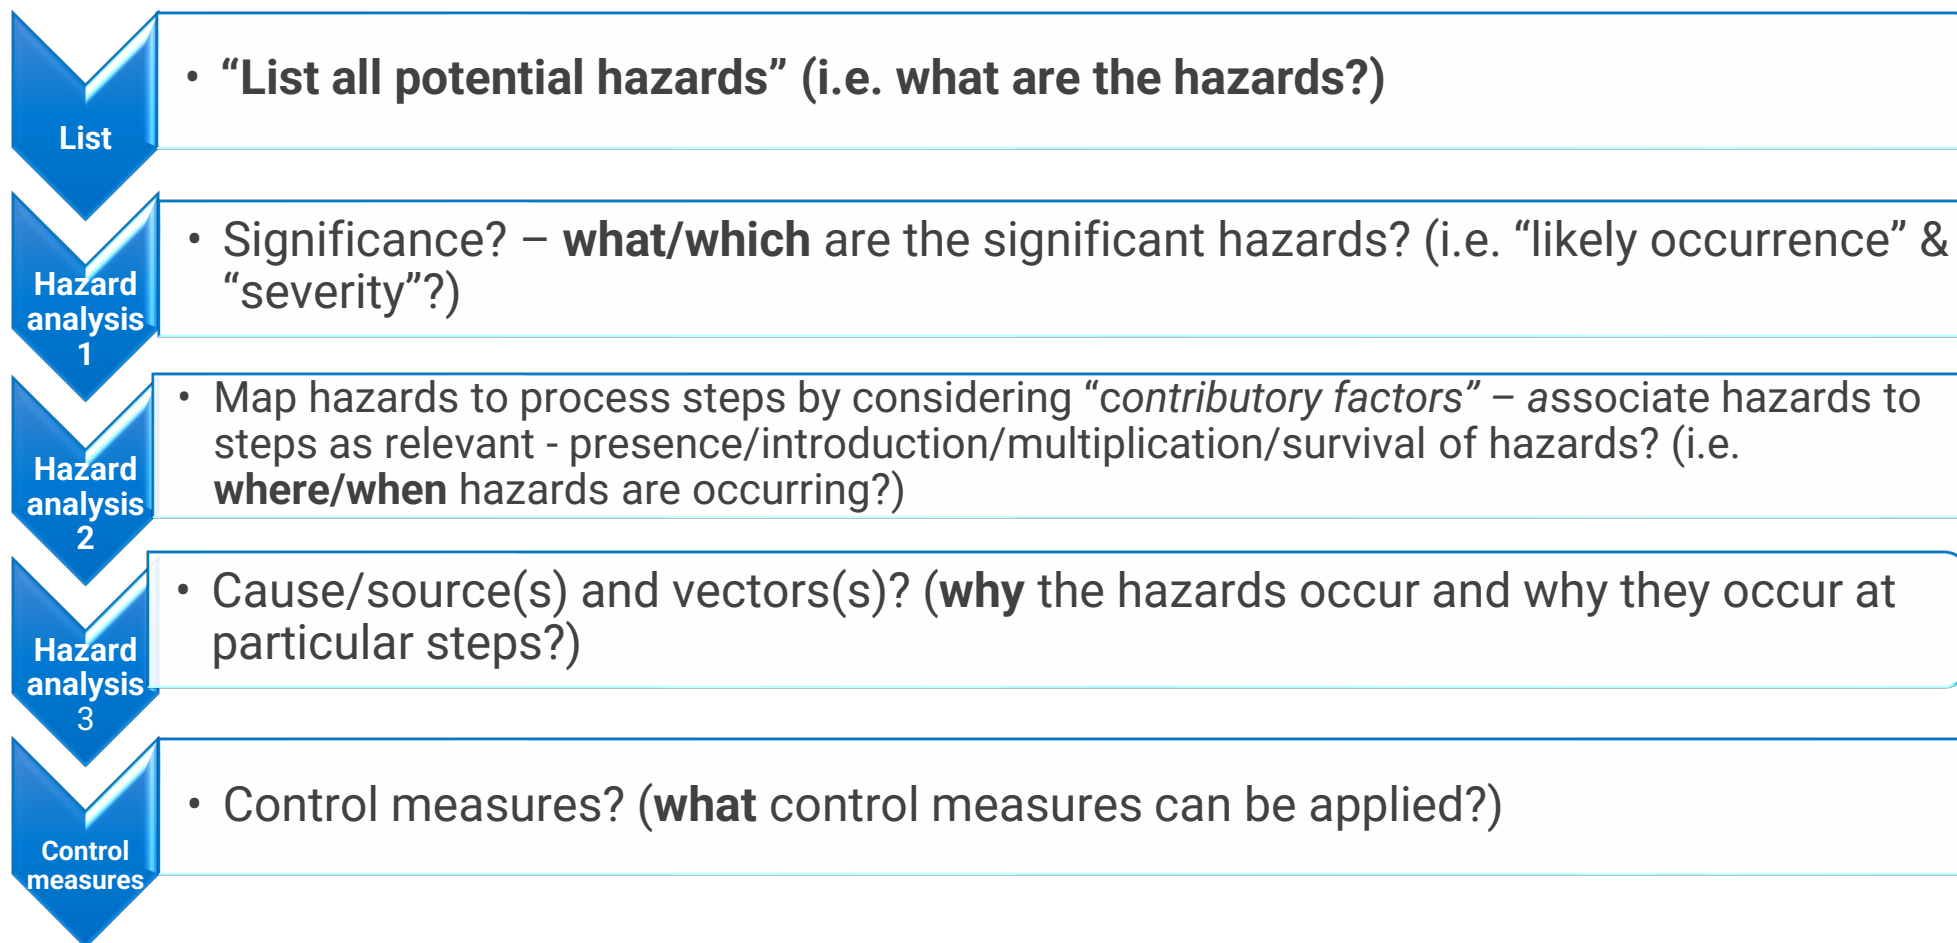 List
• “List all potential hazards” (i.e. what are the hazards?)
Hazard
analysis
1
• Significance? – what/which are the significant hazards? (i.e. “likely occurrence” &
“severity”?)
Hazard
analysis
2
• Map hazards to process steps by considering “contributory factors” – associate hazards to
steps as relevant - presence/introduction/multiplication/survival of hazards? (i.e.
where/when hazards are occurring?)
Hazard
analysis
3
• Cause/source(s) and vectors(s)? (why the hazards occur and why they occur at
particular steps?)
Control
measures
• Control measures? (what control measures can be applied?)